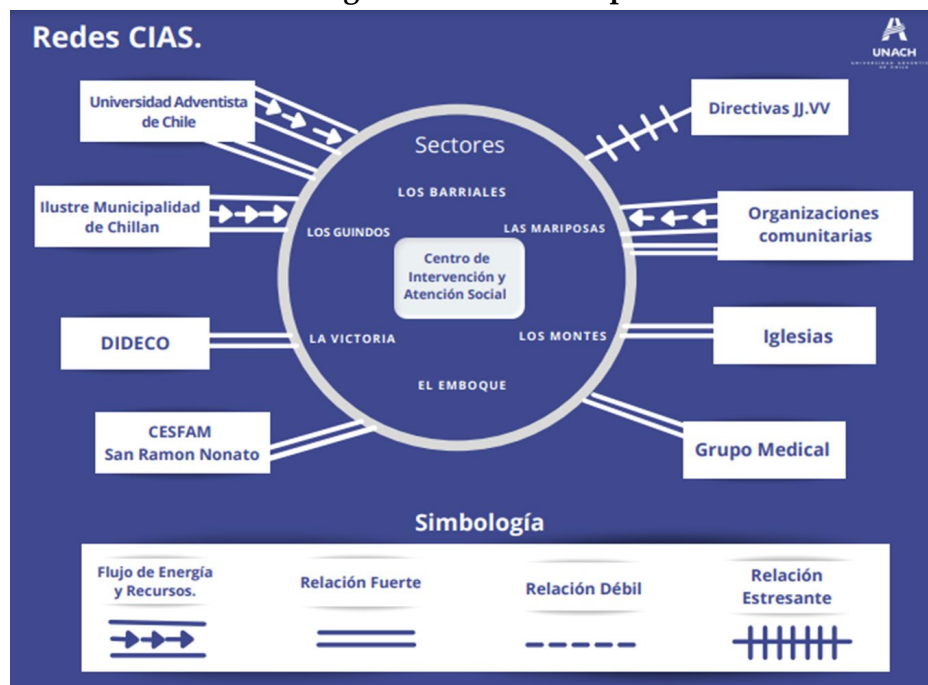 Redes CIAS.
UNACH
Universidad Adventista
de Chile
Directivas JJ.VV
Sectores
LOS BARRIALES
Ilustre Municipalidad
de Chillan
LOS GUINDOS
LAS MARIPOSAS
Organizaciones
comunitarias
Centro de
Intervención y
Atención Social
DIDECO
LA VICTORIA
LOS MONTES
Iglesias
EL EMBOQUE
CESFAM
San Ramon Nonato
Grupo Medical
Simbología
Flujo de Energía
y Recursos.
Relación Fuerte
Relación Débil
Relación
Estresante